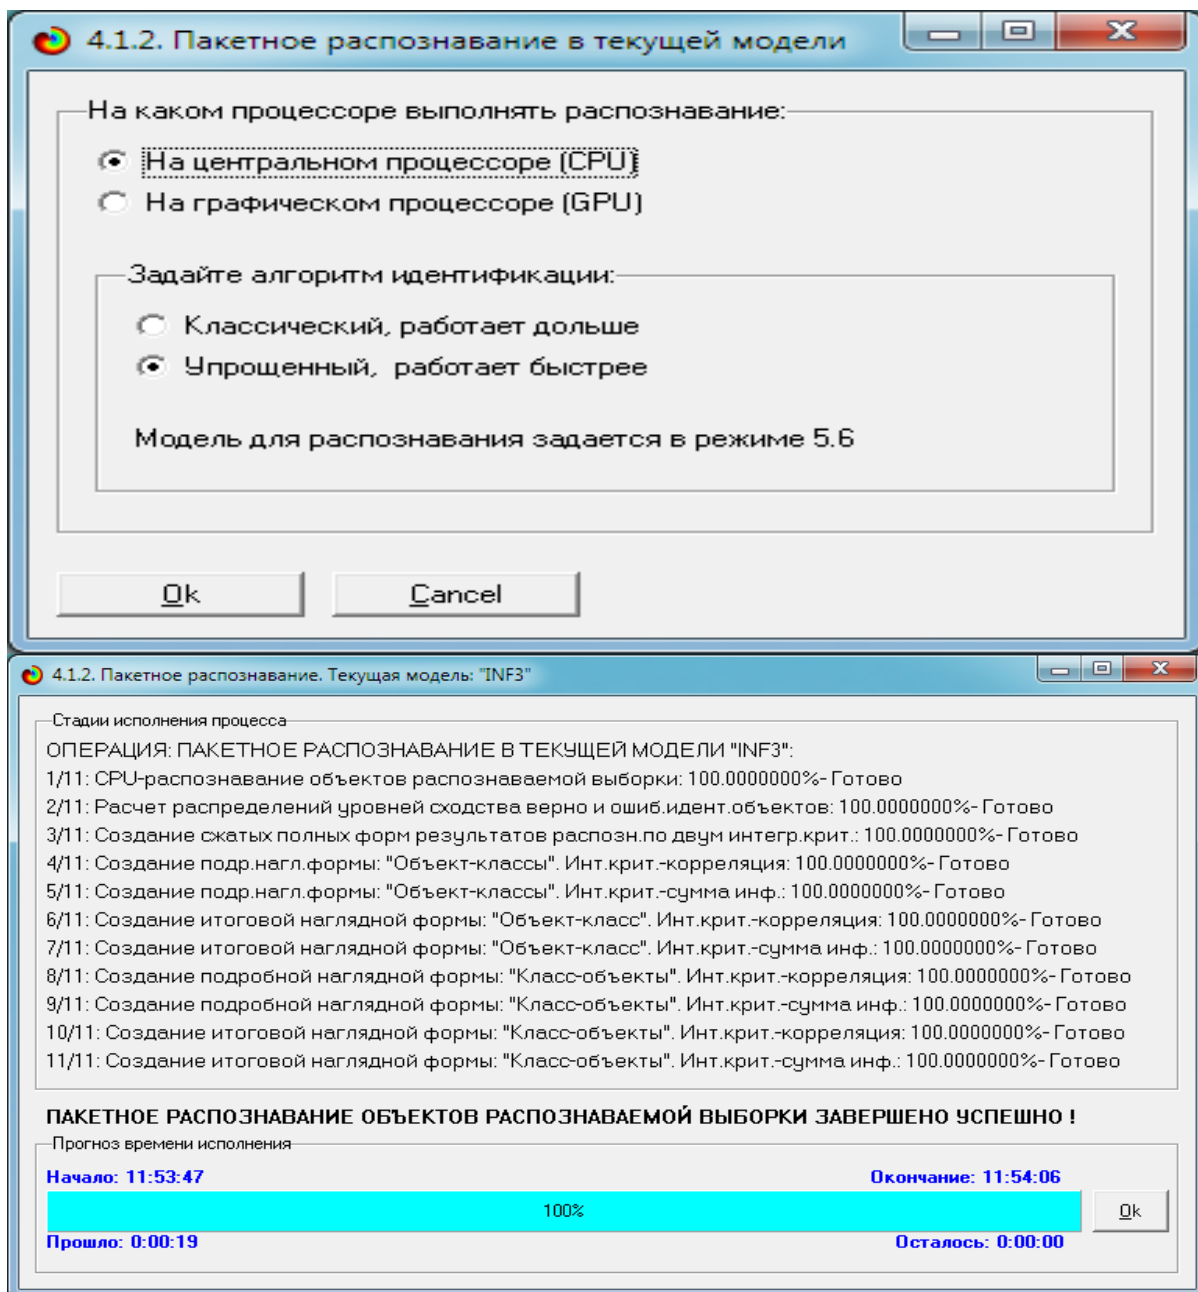 4.1.2. Пакетное распознавание в текущей модели
На каком процессоре выполнять распознавание:
На центральном процессоре (CPU)
На графическом процессоре (GPU)
Задайте алгоритм идентификации:
Классический, работает дольше
Упрощенный, работает быстрее
Модель для распознавания задается в режиме 5.6
Ok
Cancel
4.1.2. Пакетное распознавание. Текущая модель: "INF3"
Стадии исполнения процесса
ОПЕРАЦИЯ: ПАКЕТНОЕ РАСПОЗНАВАНИЕ В ТЕКУЩЕЙ МОДЕЛИ "INF3":
1/11: CPU-распознавание объектов распознаваемой выборки: 100.0000000%- Готово
2/11: Расчет распределений уровней сходства верно и ошиб.идент.объектов: 100.0000000%- Готово
3/11: Создание сжатых полных форм результатов распозн.по двум интегр.крит.: 100.0000000%- Готово
4/11: Создание подр.нагл.формы: "Объект-классы". Инт.крит.-корреляция: 100.0000000%- Готово
5/11: Создание подр.нагл.формы: "Объект-классы". Инт.крит.-сумма инф.: 100.0000000%- Готово
6/11: Создание итоговой наглядной формы: "Объект-класс". Инт.крит.-корреляция: 100.0000000%- Готово
7/11: Создание итоговой наглядной формы: "Объект-класс". Инт.крит.-сумма инф.: 100.0000000%- Готово
8/11: Создание подробной наглядной формы: "Класс-объекты". Инт.крит.-корреляция: 100.0000000%- Готово
9/11: Создание подробной наглядной формы: "Класс-объекты". Инт.крит.-сумма инф.: 100.0000000%- Готово
10/11: Создание итоговой наглядной формы: "Класс-объекты". Инт.крит.-корреляция: 100.0000000%- Готово
11/11: Создание итоговой наглядной формы: "Класс-объекты". Инт.крит.-сумма инф.: 100.0000000%- Готово
ПАКЕТНОЕ РАСПОЗНАВАНИЕ ОБЪЕКТОВ РАСПОЗНАВАЕМОЙ ВЫБОРКИ ЗАВЕРШЕНО УСПЕШНО !
Прогноз времени исполнения
Начало: 11:53:47
Окончание: 11:54:06
100%
Ok
Прошло: 0:00:19
Осталось: 0:00:00